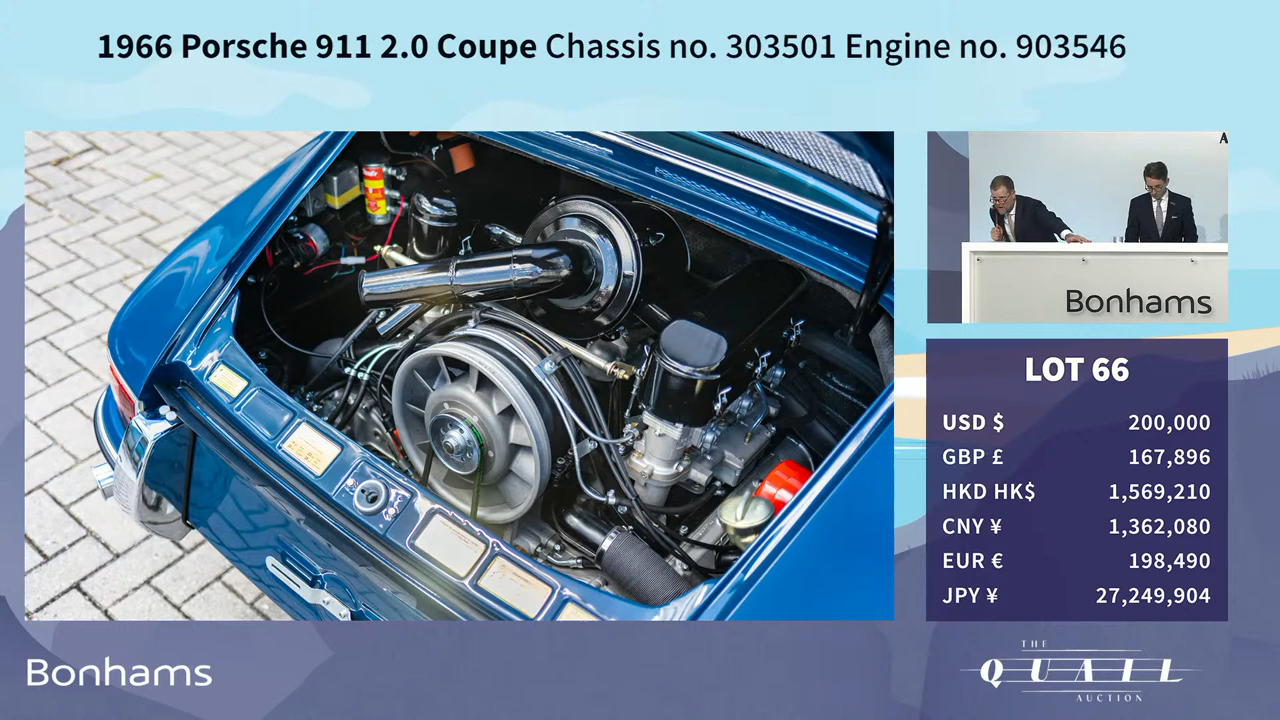 1966 Porsche 911 2.0 Coupe Chassis no. 303501 Engine no. 903546
A
Bonhams
LOT 66
USD $ 200,000
GBP £ 167,896
HKD HK$ 1,569,210
CNY ¥ 1,362,080
EUR € 198,490
JPY ¥ 27,249,904
Bonhams
THE
QUAIL
AUCTION